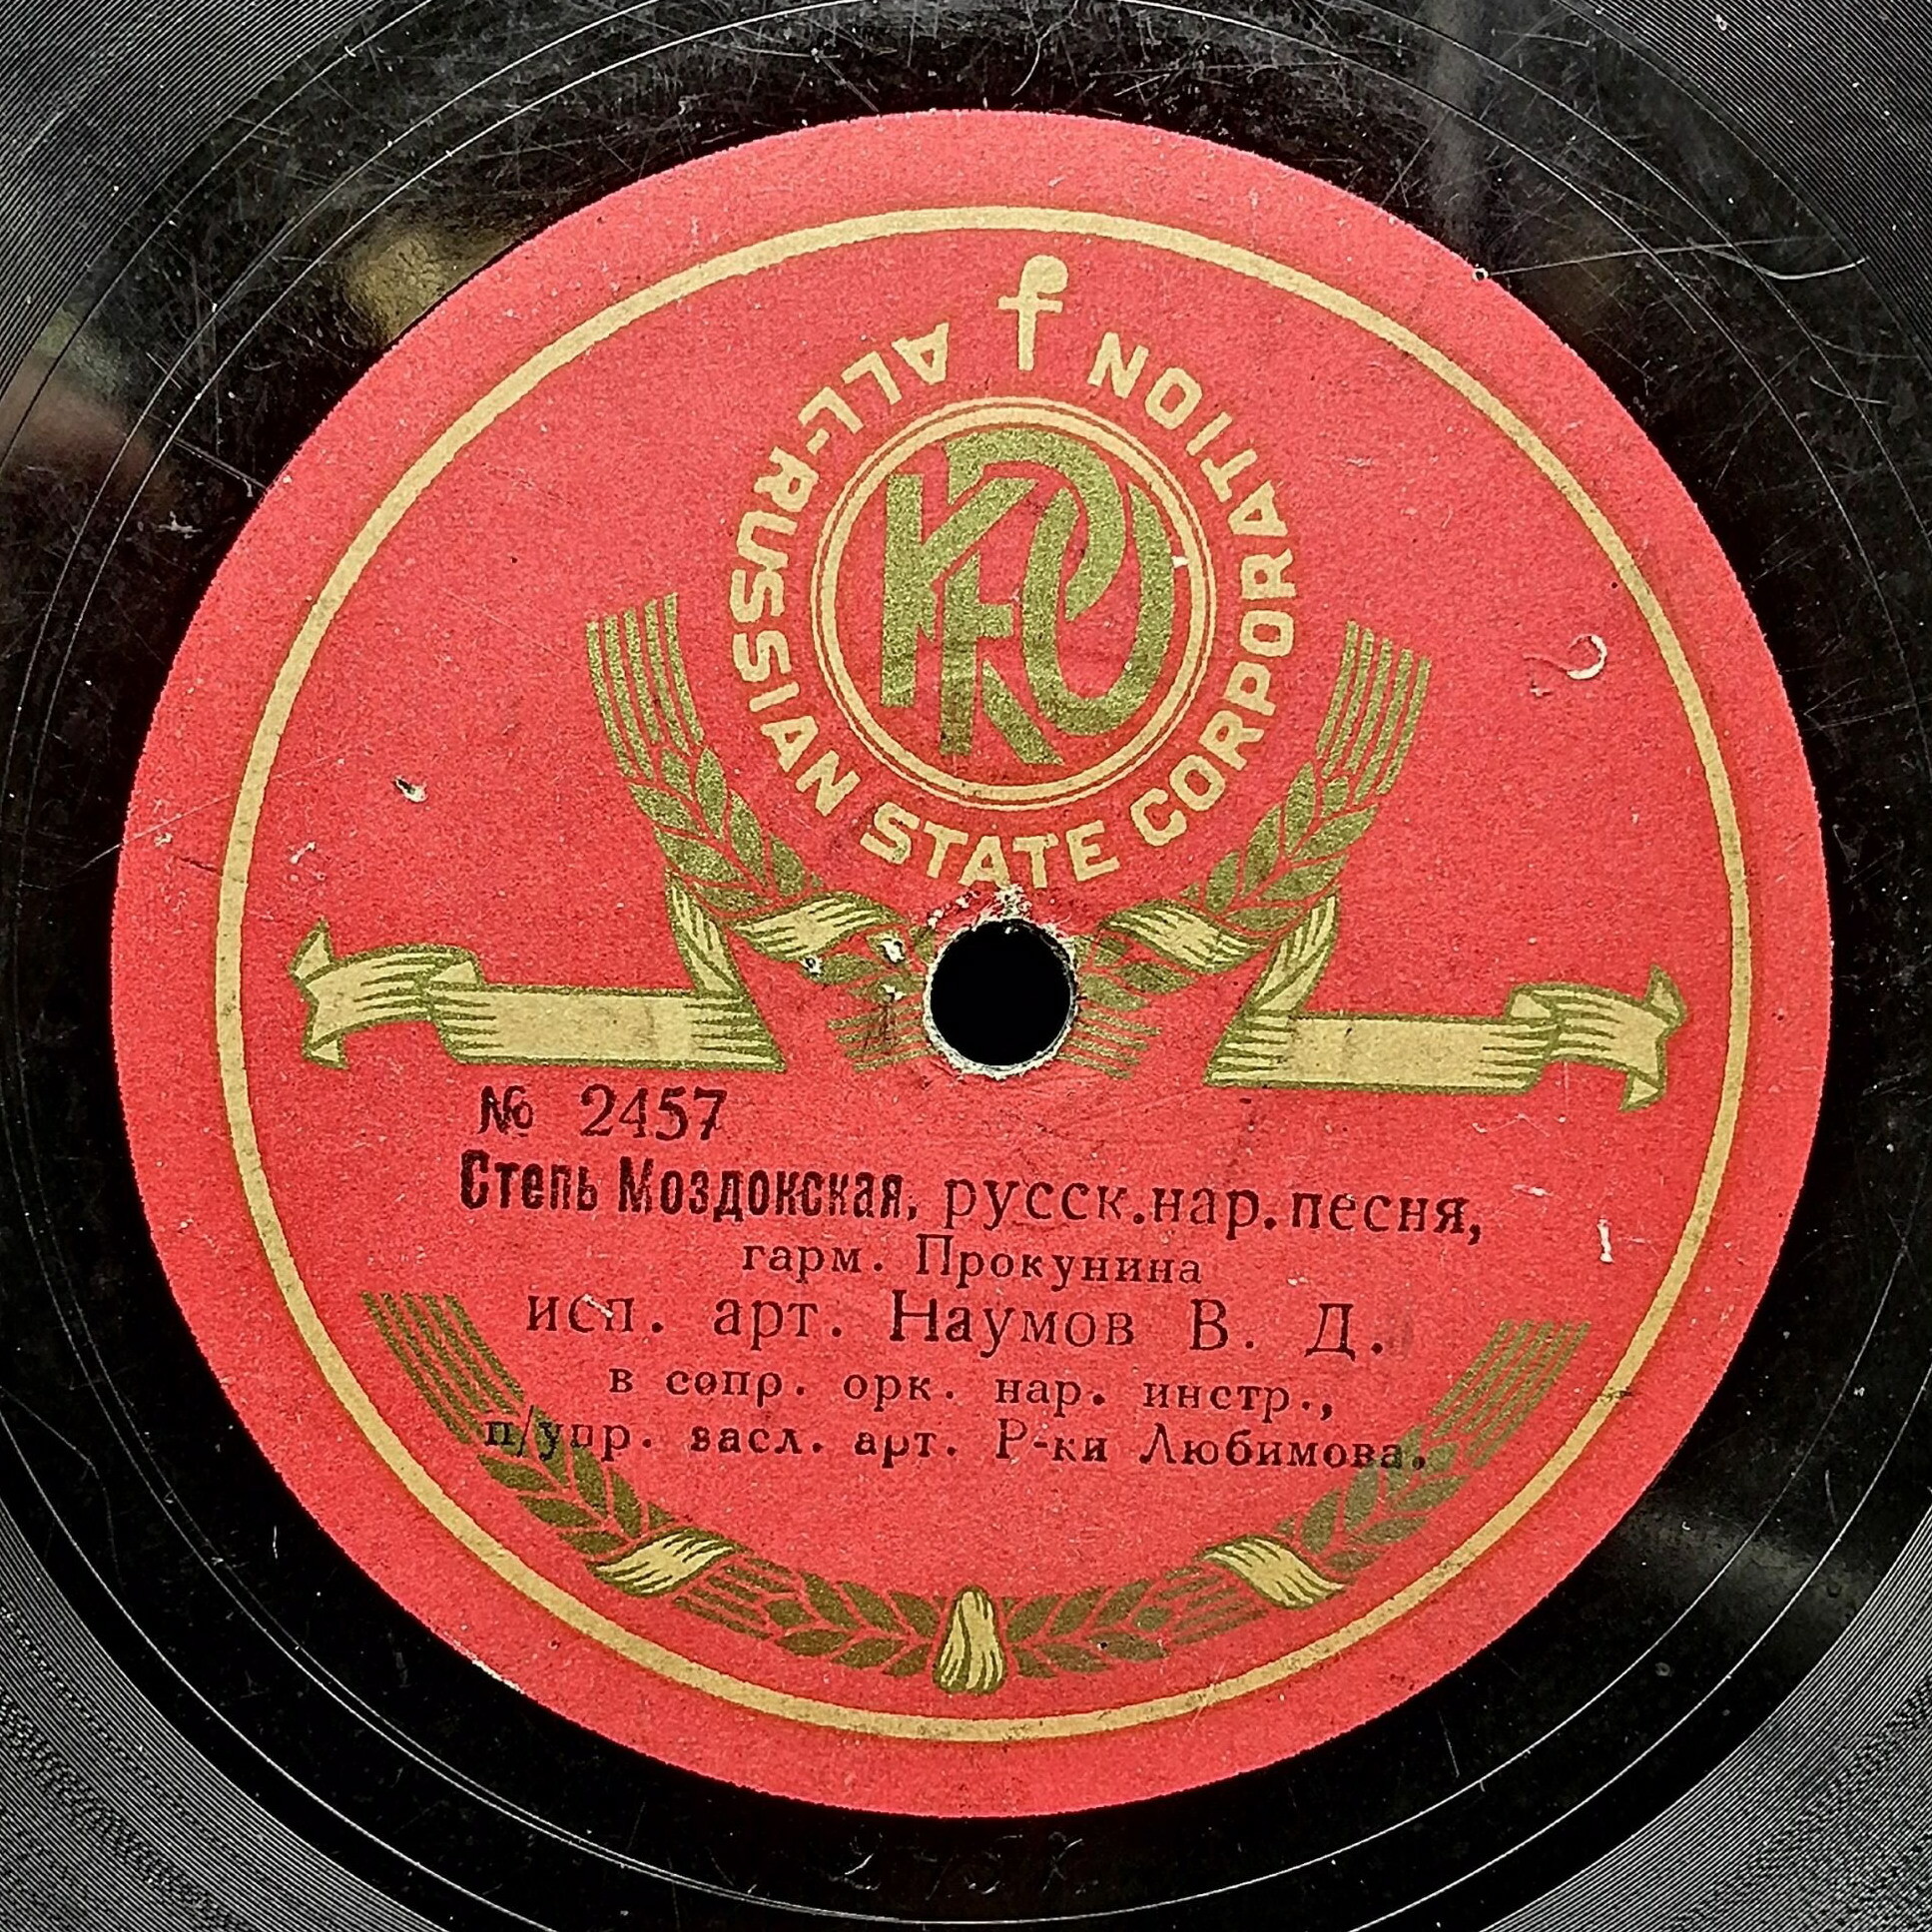 ALL-RUSSIAN STATE CORPORATION
№ 2457
Степь Моздокская, русск.нар.песня,
гарм. Прокунина
исп. арт. Наумов В. Д.
в сопр. орк. нар. инстр.,
п/упр. засл. арт. Р-ки Любимова.